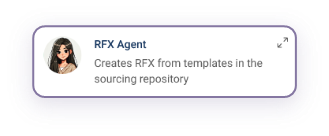 RFX Agent
Creates RFX from templates in the
sourcing repository